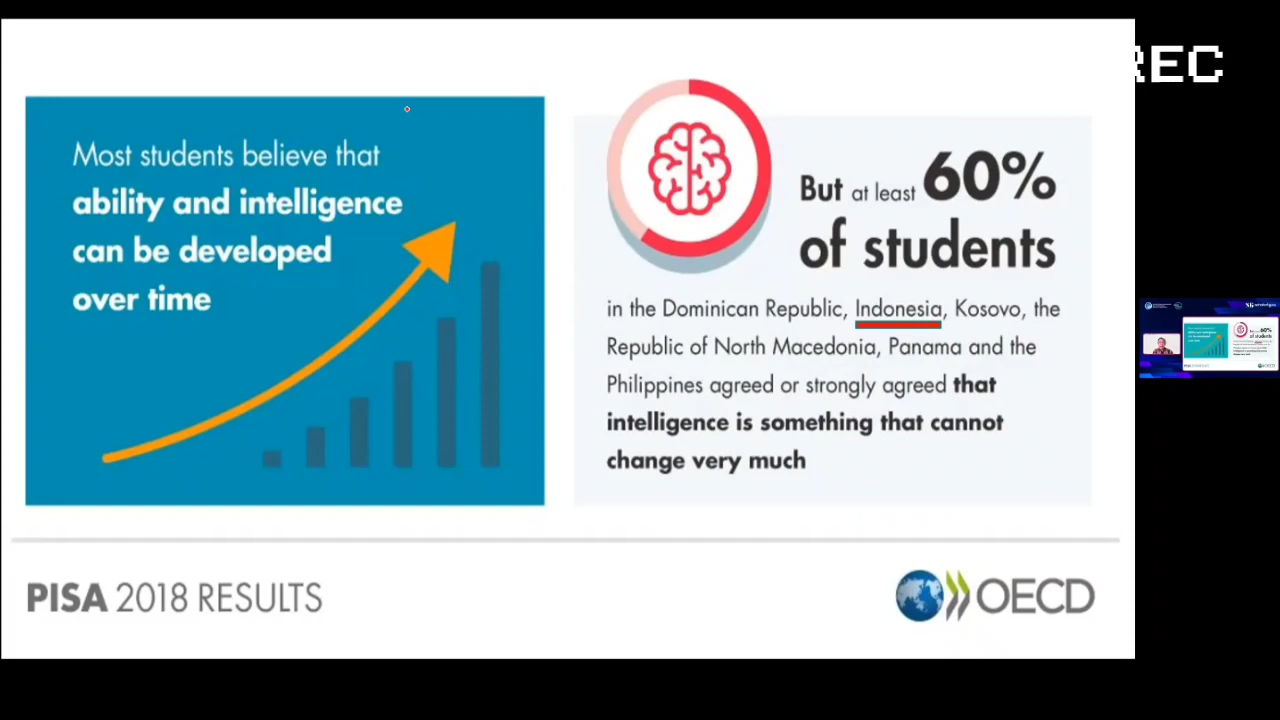 REC
Most students believe that
ability and intelligence
can be developed
over time
But at least 60%
of students
in the Dominican Republic, Indonesia, Kosovo, the
Republic of North Macedonia, Panama and the
Philippines agreed or strongly agreed that
intelligence is something that cannot
change very much
PISA 2018 RESULTS
OECD